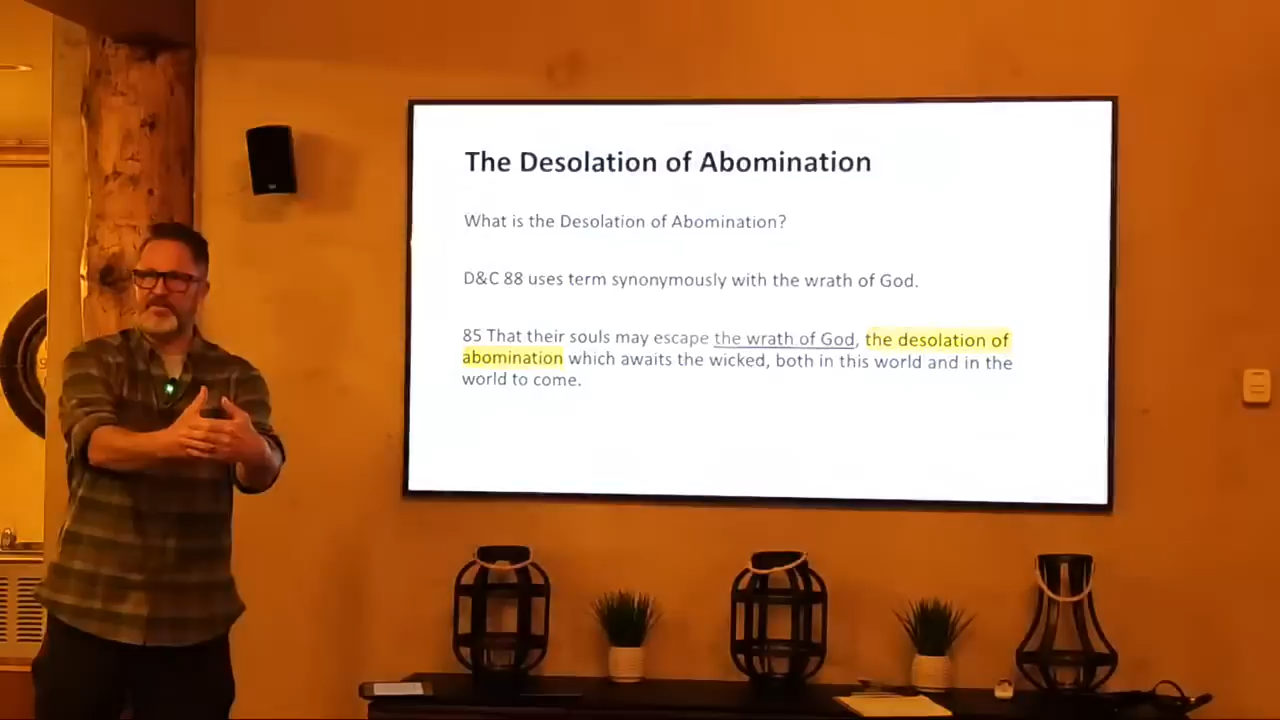 The Desolation of Abomination
What is the Desolation of Abomination?
D&C 88 uses term synonymously with the wrath of God.
85 That their souls may escape the wrath of God, the desolation of
abomination which awaits the wicked, both in this world and in the
world to come.